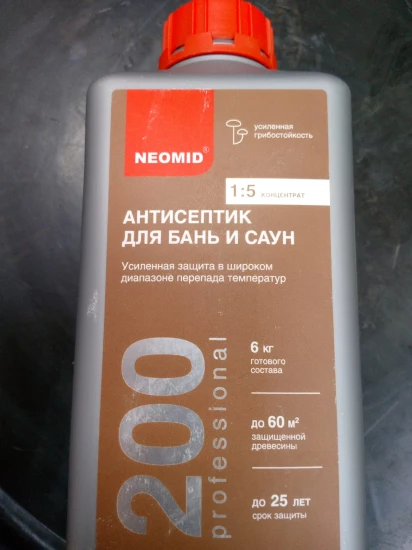 усиленная
грибостойкость
NEOMID®
1:5 КОНЦЕНТРАТ
АНТИСЕПТИК
ДЛЯ БАНЬ И САУН
Усиленная защита в широком
диапазоне перепада температур
200
professional
6 кг
готового
состава
ДО 60 м²
защищенной
древесины
ДО 25 ЛЕТ
срок защиты